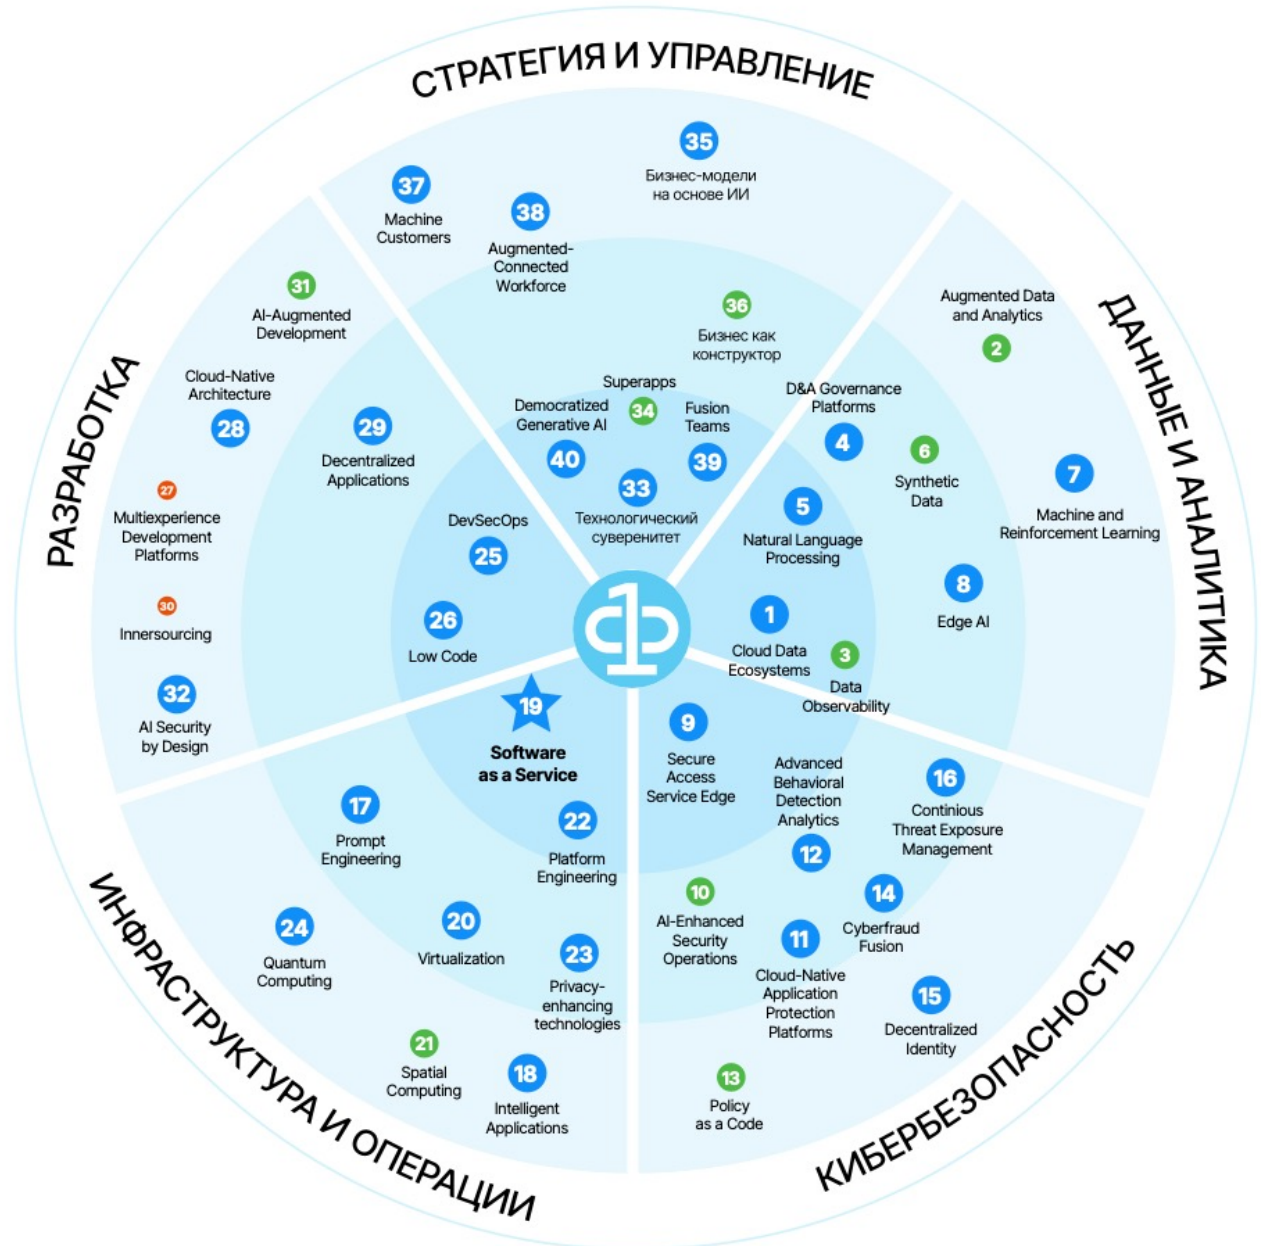 СТРАТЕГИЯ И УПРАВЛЕНИЕ
35
Бизнес-модели
на основе ИИ
37
Machine
Customers
38
Augmented-
Connected
Workforce
36
Бизнес как
конструктор
Superapps
34
Democratized
Generative AI
40
Fusion
Teams
39
33
Технологический
суверенитет
ДАННЫЕ И АНАЛИТИКА
Augmented Data
and Analytics
2
D&A Governance
Platforms
4
6
Synthetic
Data
7
Machine and
Reinforcement Learning
5
Natural Language
Processing
8
Edge AI
1
Cloud Data
Ecosystems
3
Data
Observability
КИБЕРБЕЗОПАСНОСТЬ
9
Secure
Access
Service Edge
Advanced
Behavioral
Detection
Analytics
12
16
Continious
Threat Exposure
Management
14
Cyberfraud
Fusion
10
AI-Enhanced
Security
Operations
11
Cloud-Native
Application
Protection
Platforms
15
Decentralized
Identity
13
Policy
as a Code
ИНФРАСТРУКТУРА И ОПЕРАЦИИ
19
Software
as a Service
22
Platform
Engineering
17
Prompt
Engineering
20
Virtualization
23
Privacy-
enhancing
technologies
24
Quantum
Computing
21
Spatial
Computing
18
Intelligent
Applications
РАЗРАБОТКА
31
AI-Augmented
Development
Cloud-Native
Architecture
28
29
Decentralized
Applications
27
Multiexperience
Development
Platforms
DevSecOps
25
30
Innersourcing
26
Low Code
32
AI Security
by Design